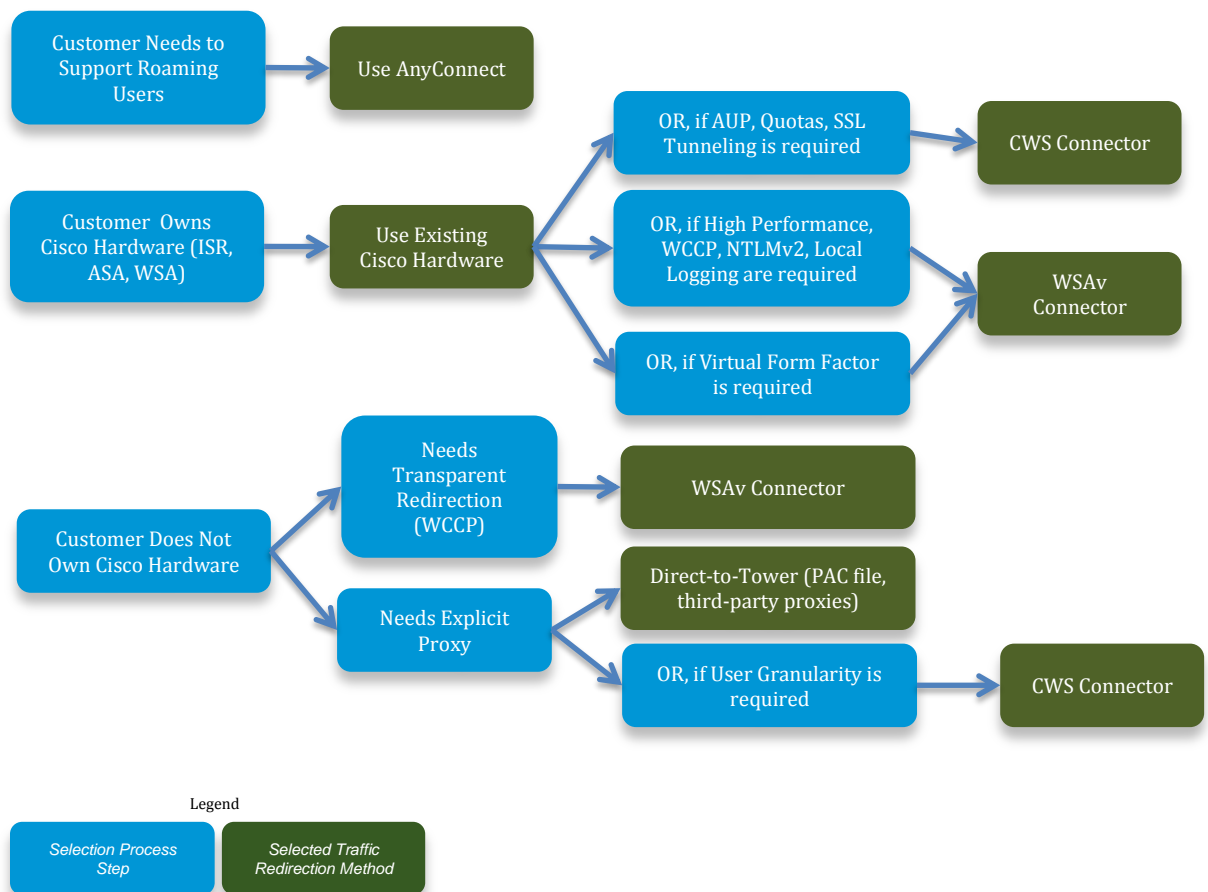 Customer Needs to
Support Roaming
Users
Use AnyConnect
OR, if AUP, Quotas, SSL
Tunneling is required
CWS Connector
Customer Owns
Cisco Hardware (ISR,
ASA, WSA)
Use Existing
Cisco Hardware
OR, if High Performance,
WCCP, NTLMv2, Local
Logging are required
WSAv
Connector
OR, if Virtual Form Factor
is required
Needs
Transparent
Redirection
(WCCP)
WSAv Connector
Customer Does Not
Own Cisco Hardware
Direct-to-Tower (PAC file,
third-party proxies)
Needs Explicit
Proxy
OR, if User Granularity is
required
CWS Connector
Legend
Selection Process
Step
Selected Traffic
Redirection Method